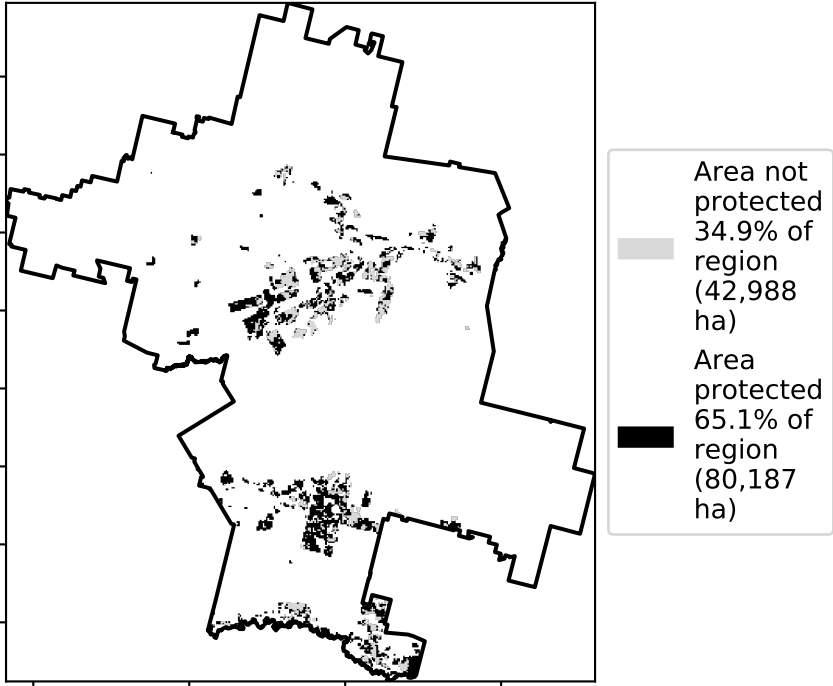 Area not
protected
34.9% of
region
(42,988
ha)
Area
protected
65.1% of
region
(80,187
ha)